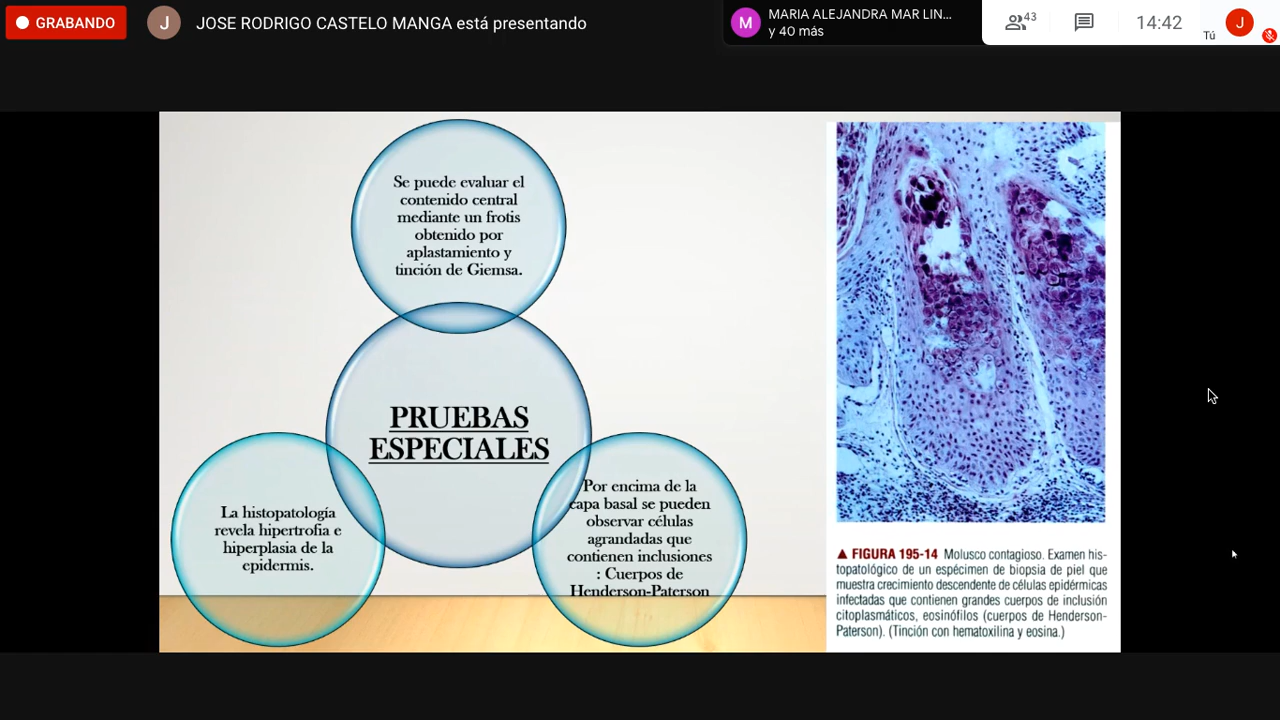 GRABANDO
J
JOSE RODRIGO CASTELO MANGA está presentando
M
MARIA ALEJANDRA MAR LIN...
y 40 más
43
14:42
Tú
J
Se puede evaluar el
contenido central
mediante un frotis
obtenido por
aplastamiento y
tinción de Giemsa.
PRUEBAS
ESPECIALES
La histopatología
revela hipertrofia e
hiperplasia de la
epidermis.
Por encima de la
capa basal se pueden
observar células
agrandadas que
contienen inclusiones
: Cuerpos de
Henderson-Paterson
▲ FIGURA 195-14 Molusco contagioso. Examen his-
topatológico de un espécimen de biopsia de piel que
muestra crecimiento descendente de células epidérmicas
infectadas que contienen grandes cuerpos de inclusión
citoplasmáticos, eosinófilos (cuerpos de Henderson-
Paterson). (Tinción con hematoxilina y eosina.)